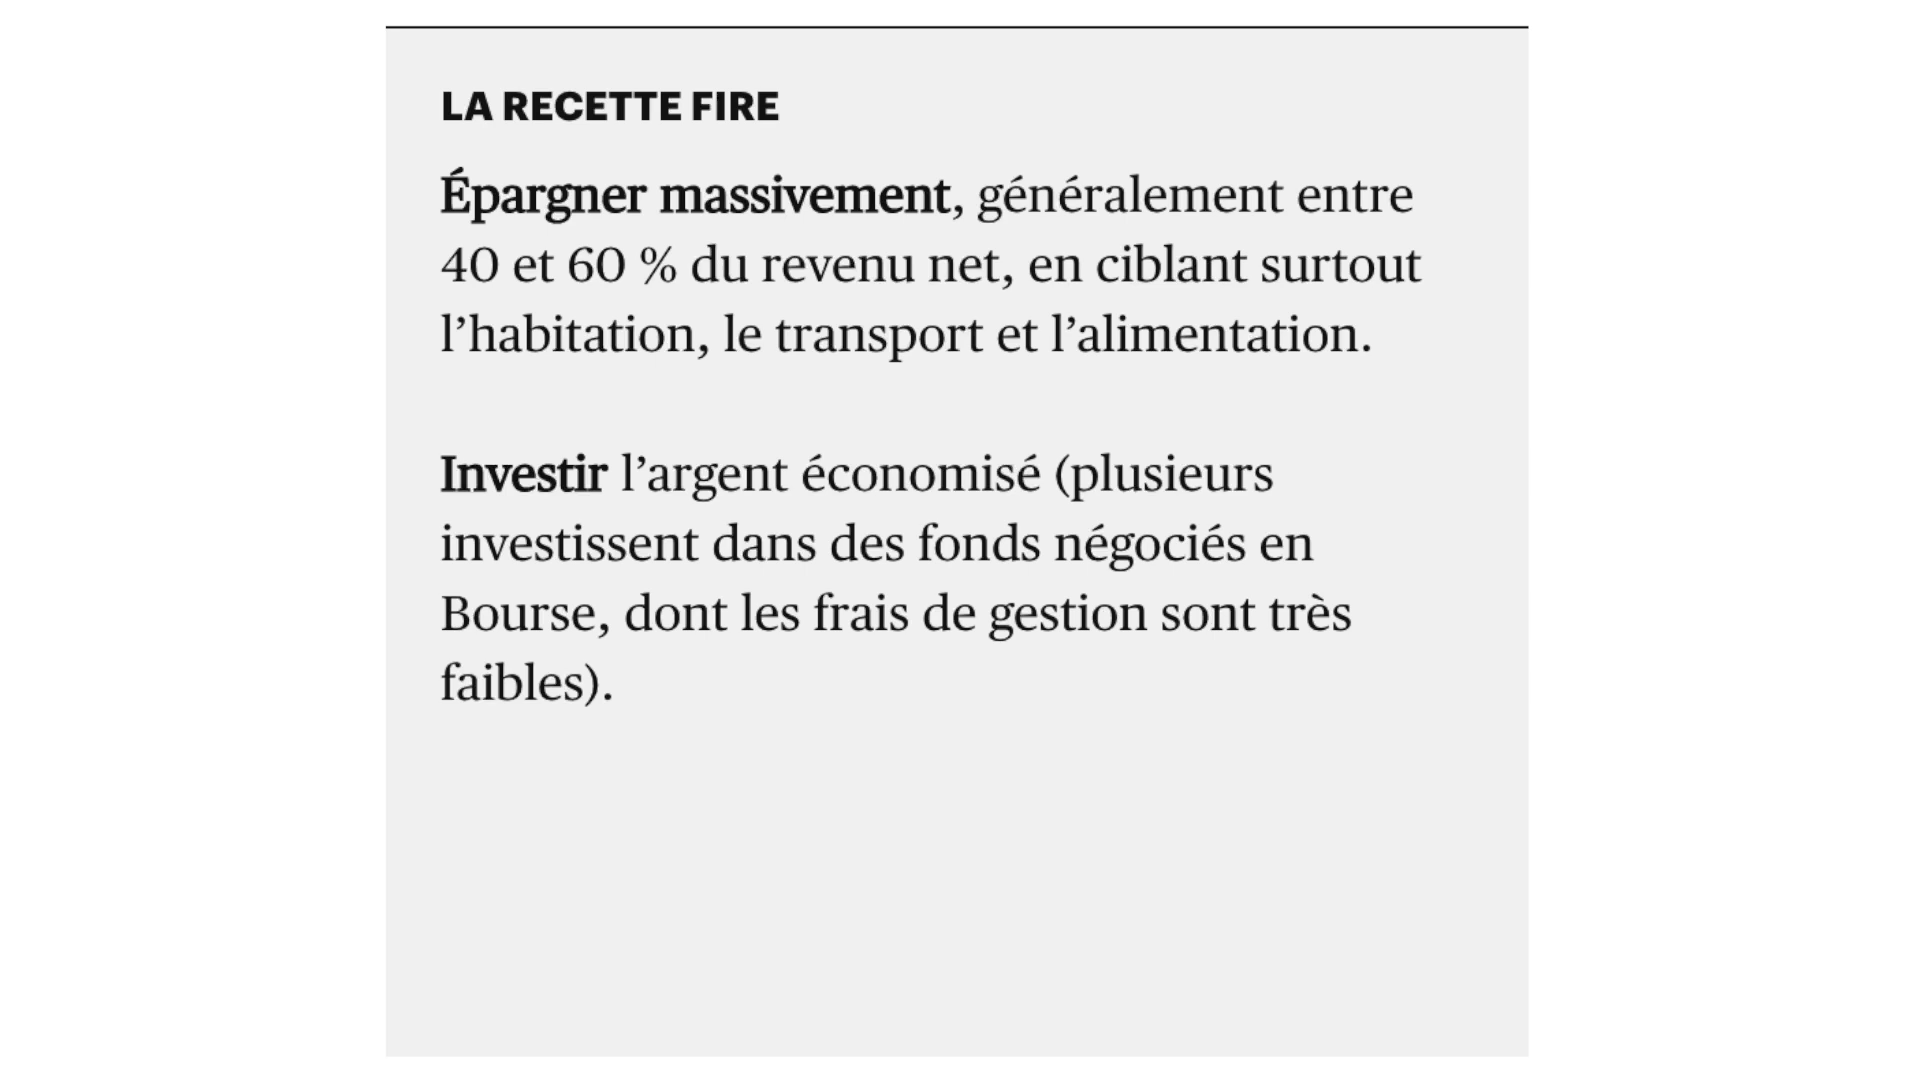 LA RECETTE FIRE
Épargner massivement, généralement entre
40 et 60 % du revenu net, en ciblant surtout
l’habitation, le transport et l’alimentation.
Investir l’argent économisé (plusieurs
investissent dans des fonds négociés en
Bourse, dont les frais de gestion sont très
faibles).